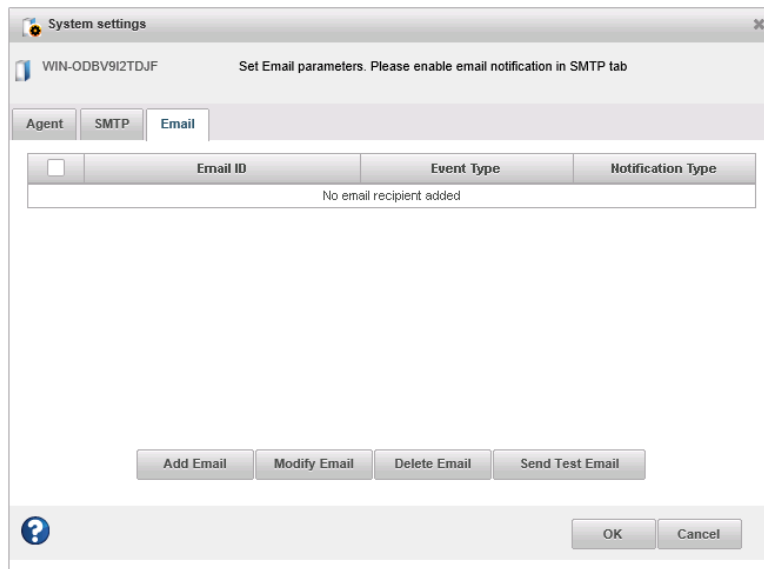 System settings
WIN-ODBV9I2TDJF Set Email parameters. Please enable email notification in SMTP tab
Agent SMTP Email
Email ID Event Type Notification Type
No email recipient added
Add Email Modify Email Delete Email Send Test Email
? OK Cancel